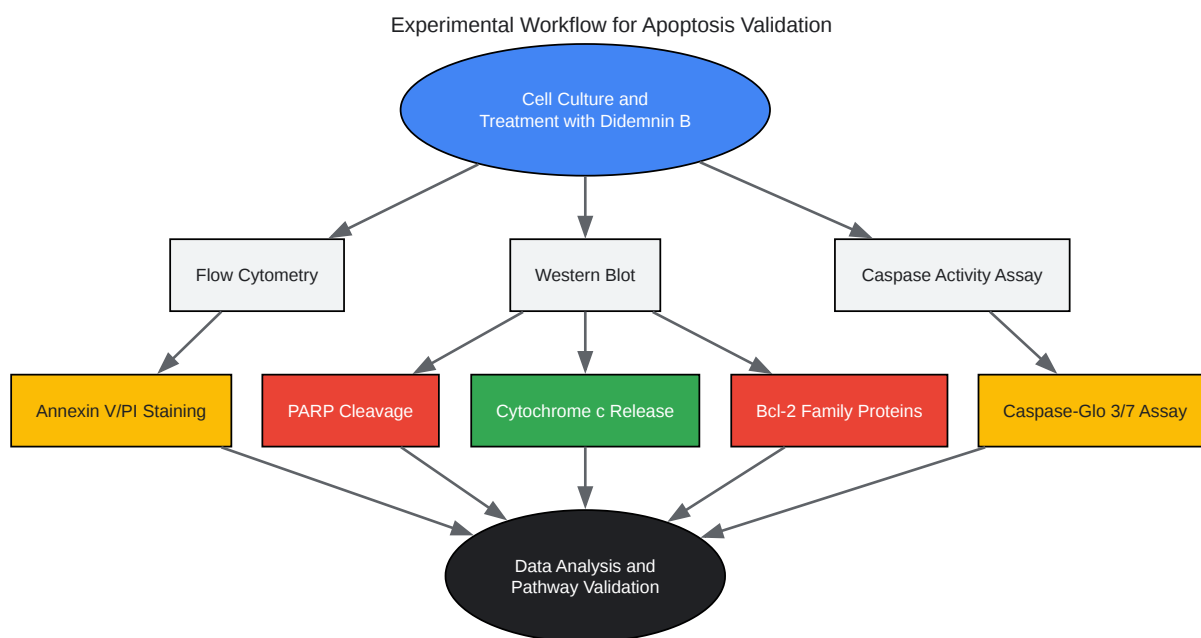 Experimental Workflow for Apoptosis Validation
Cell Culture and
Treatment with Didemnin B
Flow Cytometry
Western Blot
Caspase Activity Assay
Annexin V/PI Staining
PARP Cleavage
Cytochrome c Release
Bcl-2 Family Proteins
Caspase-Glo 3/7 Assay
Data Analysis and
Pathway Validation